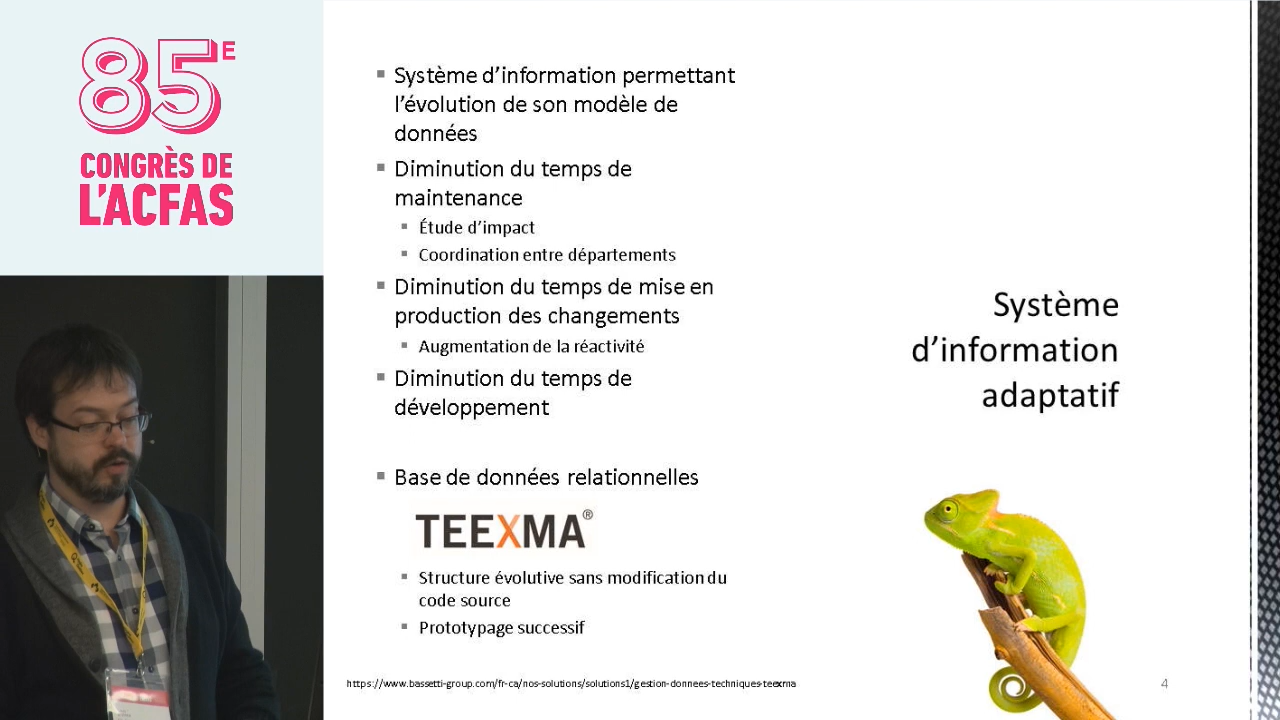 85E
CONGRÈS DE
L'ACFAS
Système d'information permettant
l'évolution de son modèle de
données
Diminution du temps de
maintenance
Étude d'impact
Coordination entre départements
Diminution du temps de mise en
production des changements
Augmentation de la réactivité
Diminution du temps de
développement
Base de données relationnelles
TEEXMA®
Structure évolutive sans modification du
code source
Prototypage successif
https://www.bassetti-group.com/fr-ca/nos-solutions/solutions1/gestion-donnees-techniques-teexma
Système
d'information
adaptatif
4